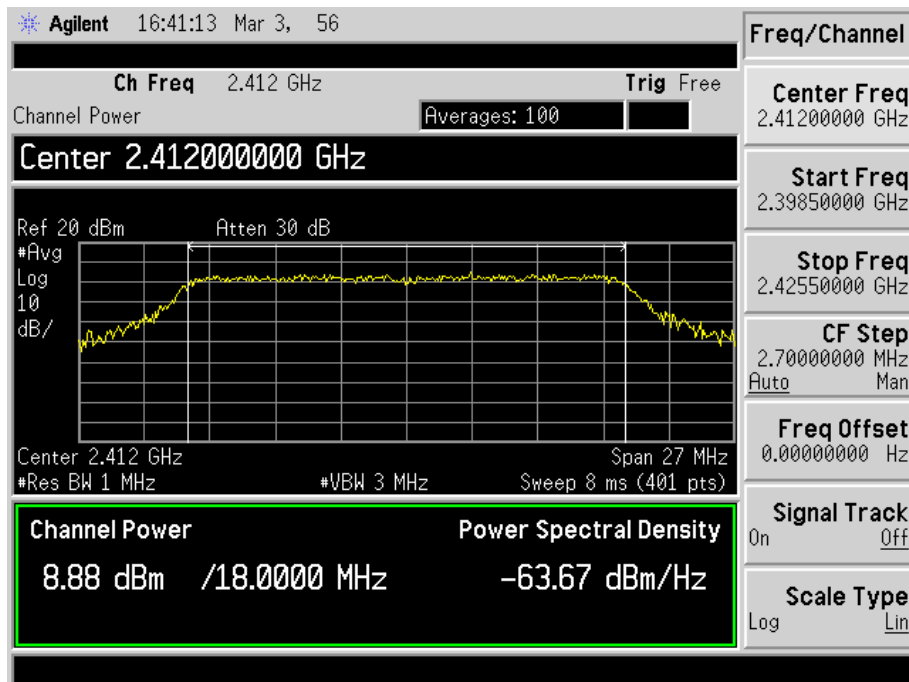 Agilent 16:41:13 Mar 3, 56
Ch Freq 2.412 GHz Trig Free
Channel Power Averages: 100
Center 2.412000000 GHz
Ref 20 dBm Atten 30 dB
#Avg
Log
10
dB/
Center 2.412 GHz Span 27 MHz
#Res BW 1 MHz #VBW 3 MHz Sweep 8 ms (401 pts)
Channel Power Power Spectral Density
8.88 dBm /18.0000 MHz -63.67 dBm/Hz
Freq/Channel
Center Freq
2.41200000 GHz
Start Freq
2.39850000 GHz
Stop Freq
2.42550000 GHz
CF Step
2.70000000 MHz
Auto Man
Freq Offset
0.00000000 Hz
Signal Track
On Off
Scale Type
Log Lin